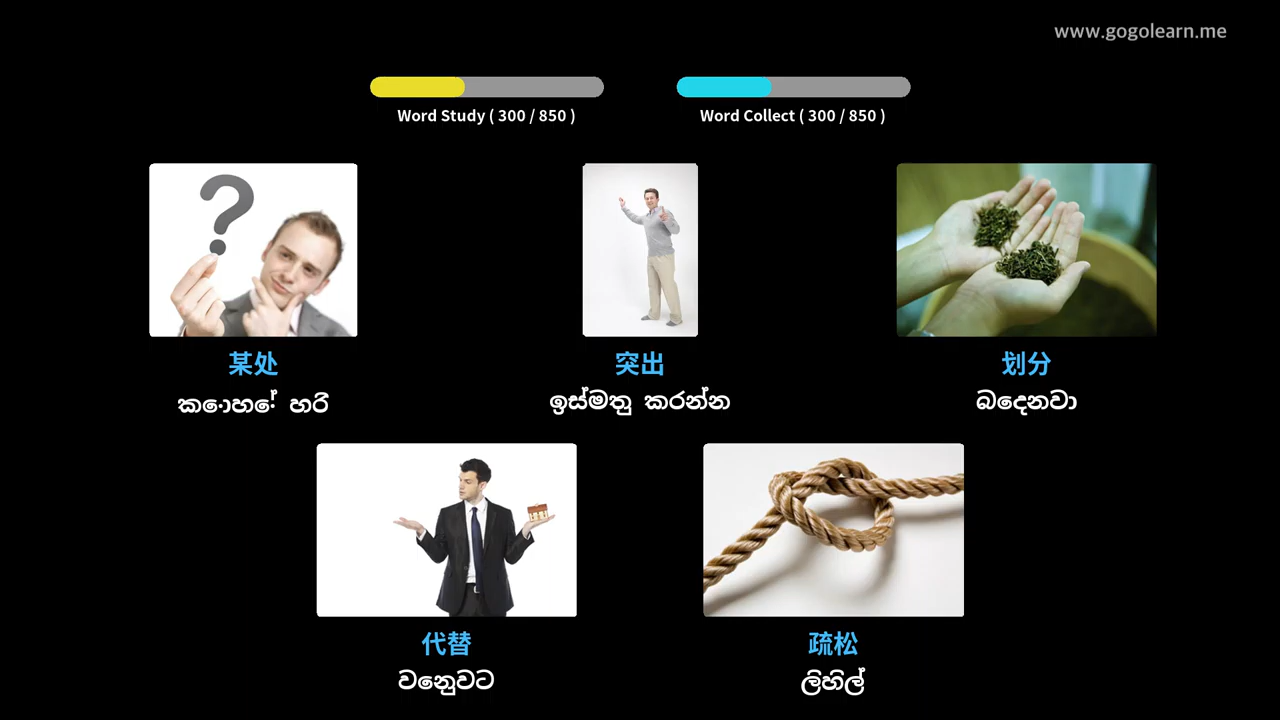 www.gogolearn.me
Word Study ( 300 / 850 )
Word Collect ( 300 / 850 )
某处
කොහේ හරි
突出
ඉස්මතු කරන්න
划分
බෙදෙනවා
代替
වෙනුවට
疏松
ලිහිල්